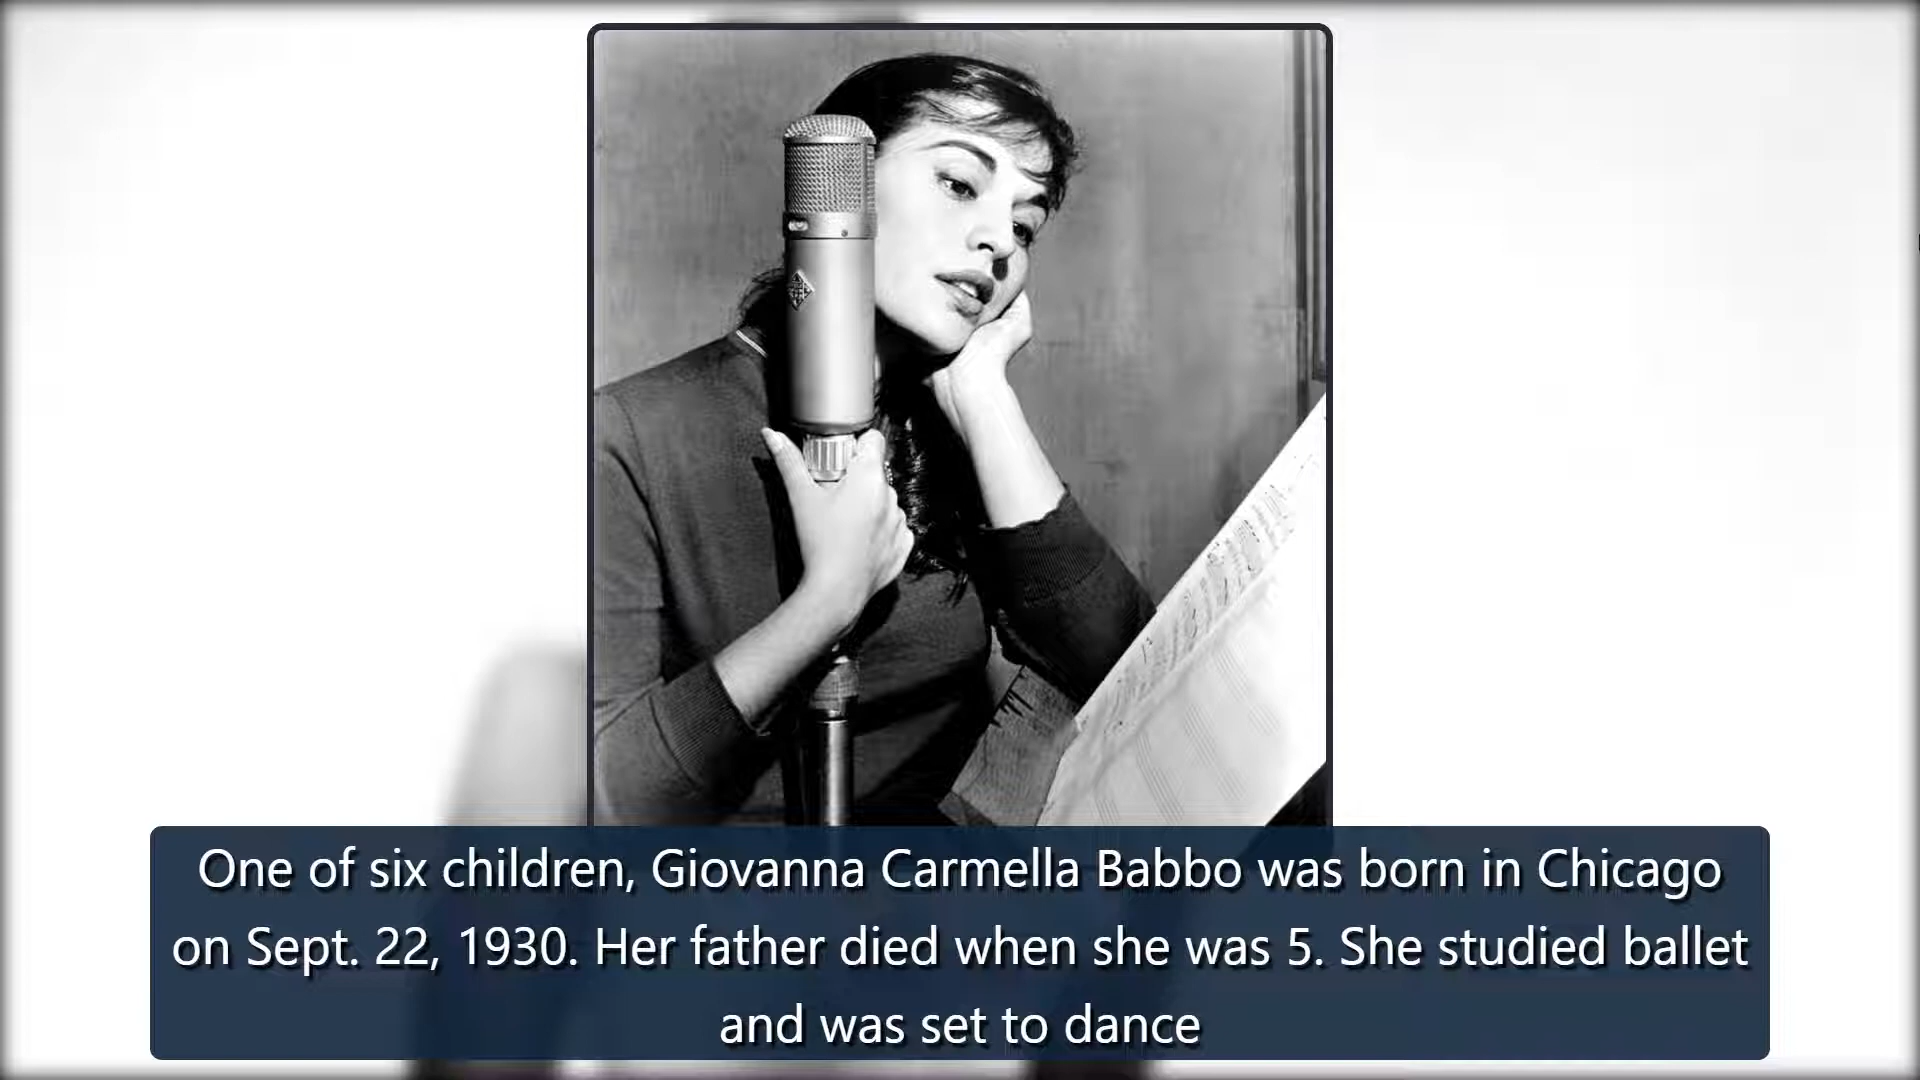 One of six children, Giovanna Carmella Babbo was born in Chicago
on Sept. 22, 1930. Her father died when she was 5. She studied ballet
and was set to dance